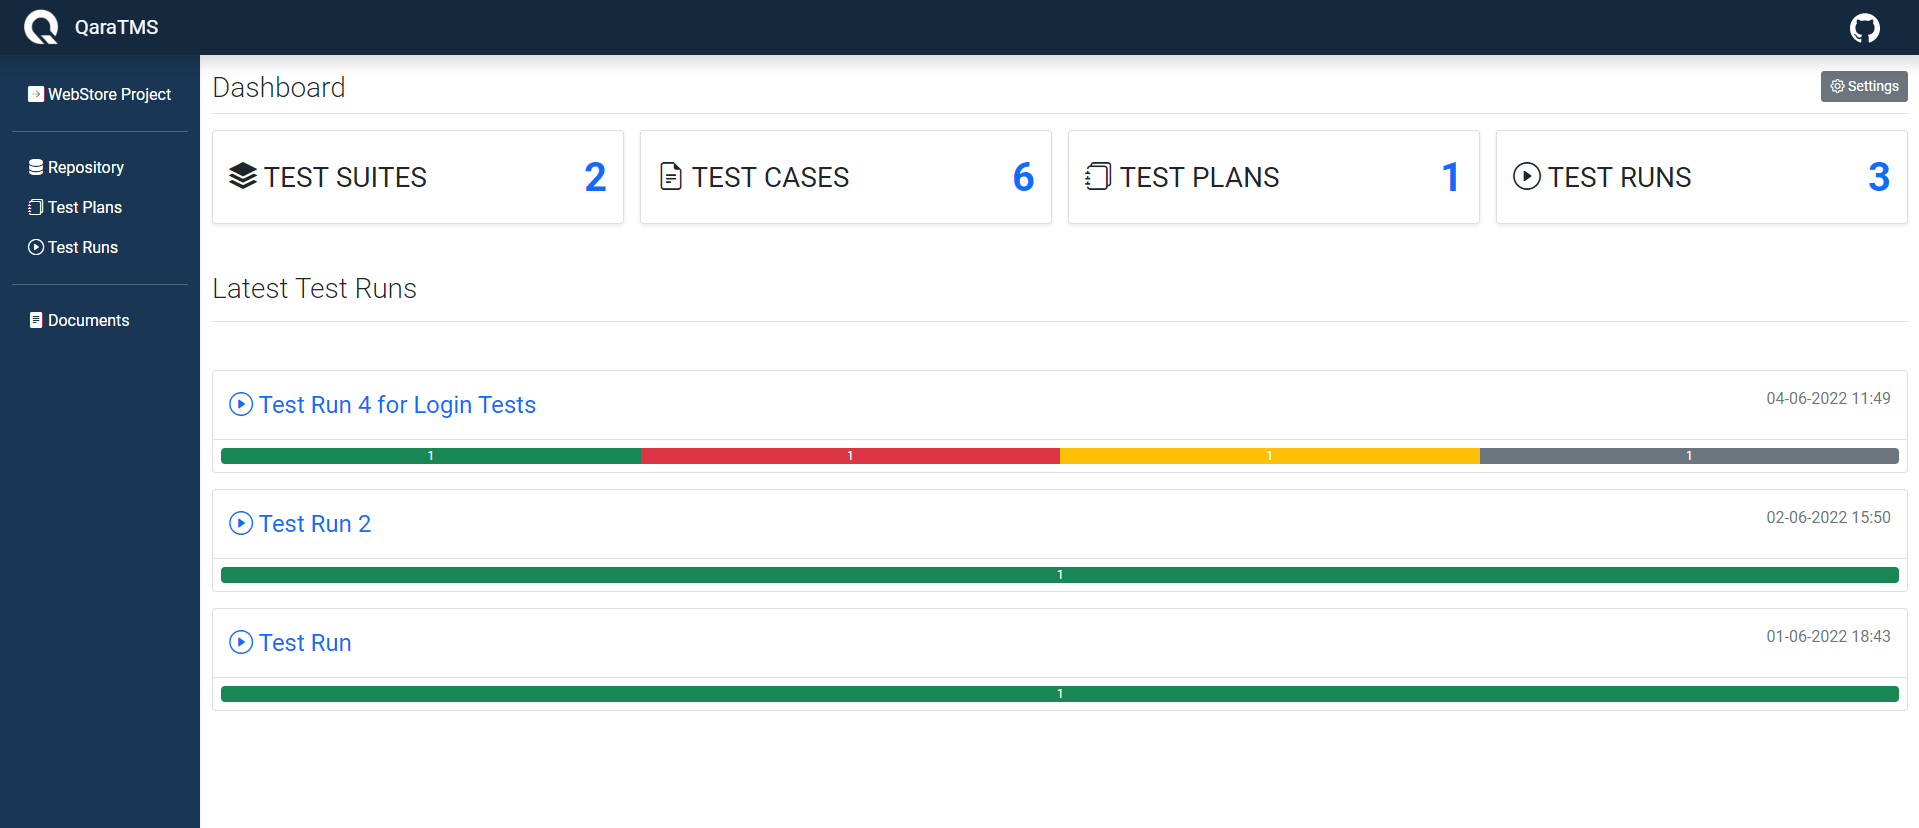 QaraTMS
WebStore Project
Repository
Test Plans
Test Runs
Documents
Dashboard
Settings
TEST SUITES 2
TEST CASES 6
TEST PLANS 1
TEST RUNS 3
Latest Test Runs
Test Run 4 for Login Tests
04-06-2022 11:49
1 1 1 1
Test Run 2
02-06-2022 15:50
1
Test Run
01-06-2022 18:43
1